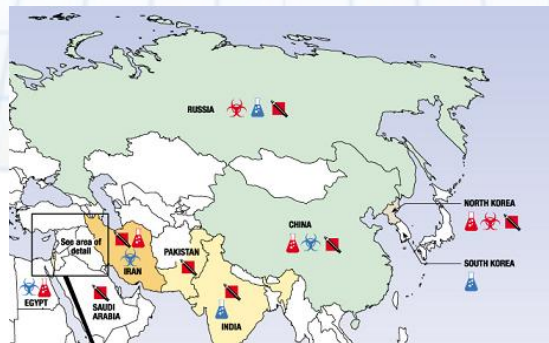 RUSSIA
NORTH KOREA
CHINA
See area of
detail
PAKISTAN
IRAN
SOUTH KOREA
EGYPT
SAUDI
ARABIA
INDIA